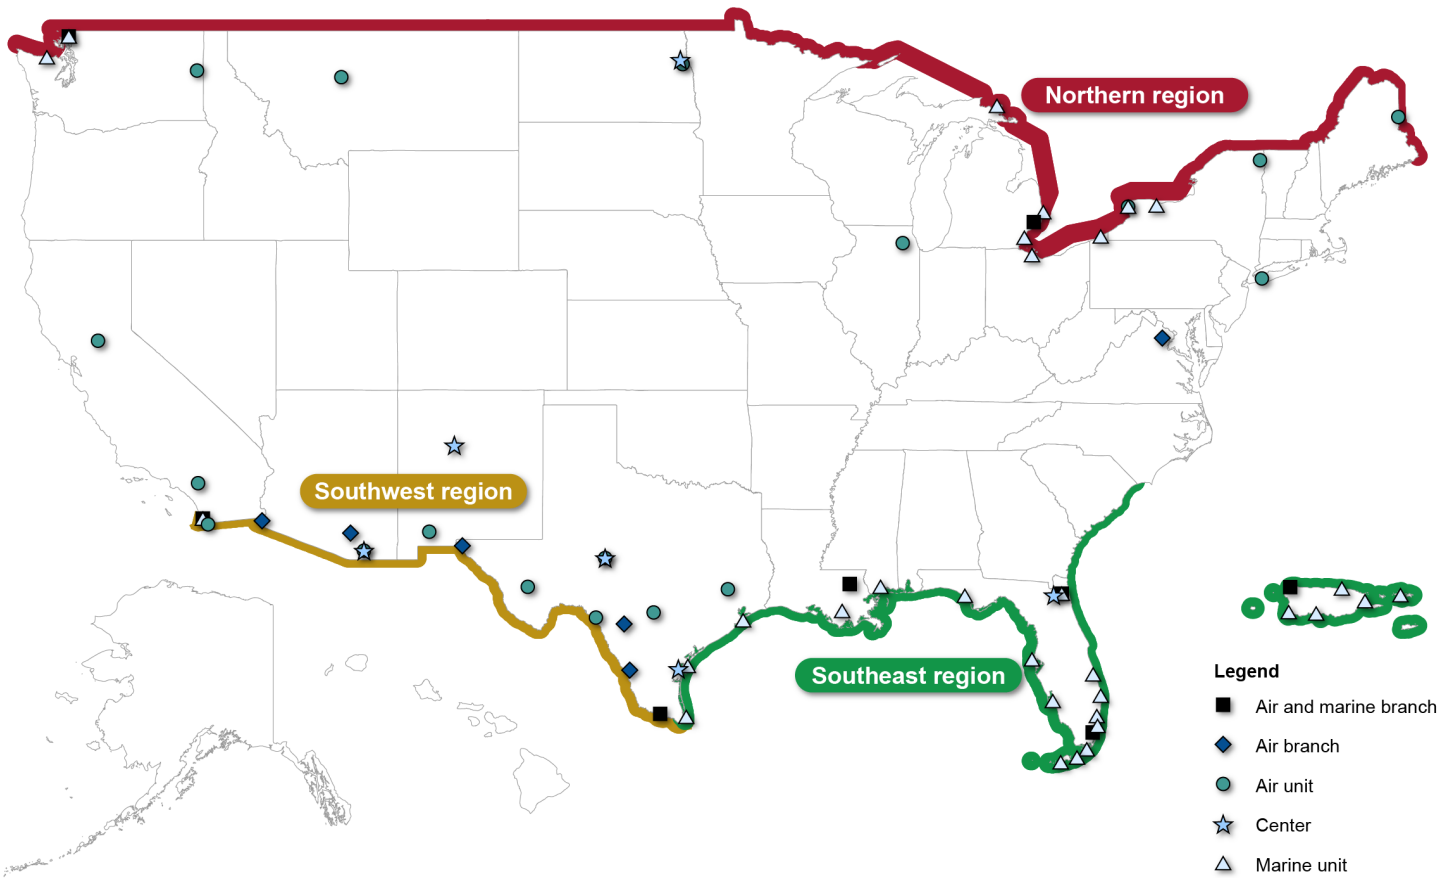 Northern region
Southwest region
Southeast region
Legend
Air and marine branch
Air branch
Air unit
Center
Marine unit